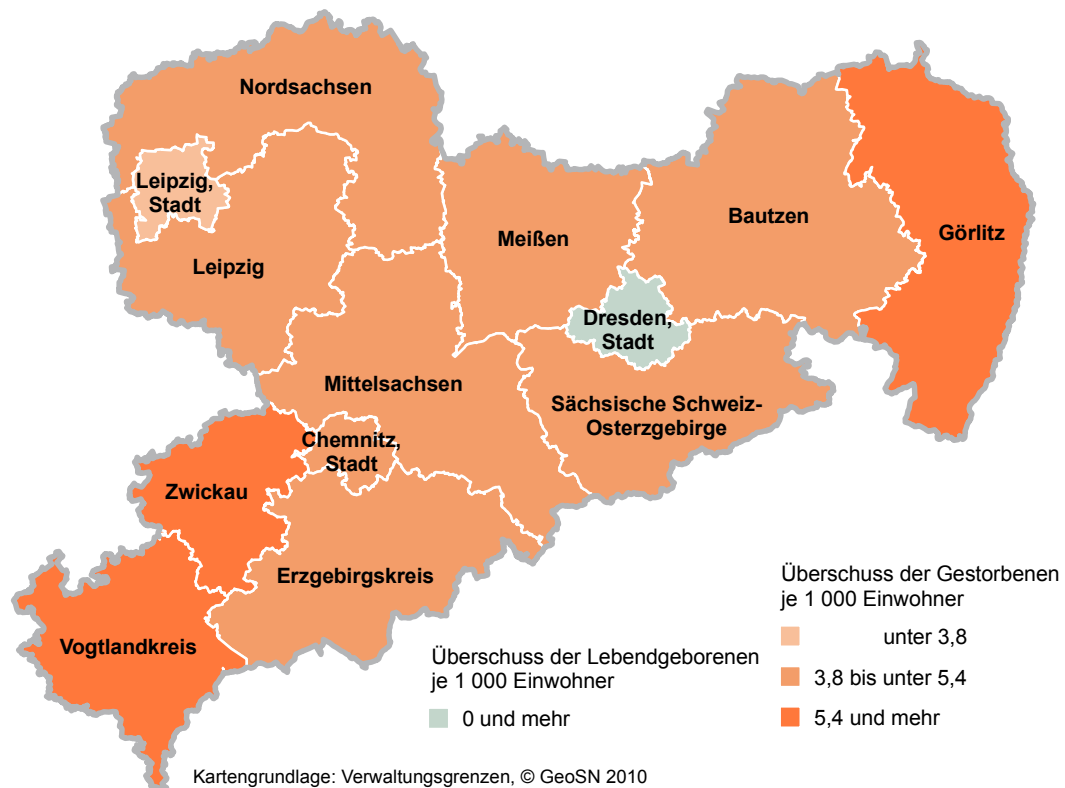 Nordsachsen
Leipzig,
Stadt
Leipzig
Meißen
Bautzen
Görlitz
Dresden,
Stadt
Mittelsachsen
Sächsische Schweiz-
Osterzgebirge
Chemnitz,
Stadt
Zwickau
Erzgebirgskreis
Vogtlandkreis
Überschuss der Lebendgeborenen
je 1 000 Einwohner
0 und mehr
Überschuss der Gestorbenen
je 1 000 Einwohner
unter 3,8
3,8 bis unter 5,4
5,4 und mehr
Kartengrundlage: Verwaltungsgrenzen, © GeoSN 2010